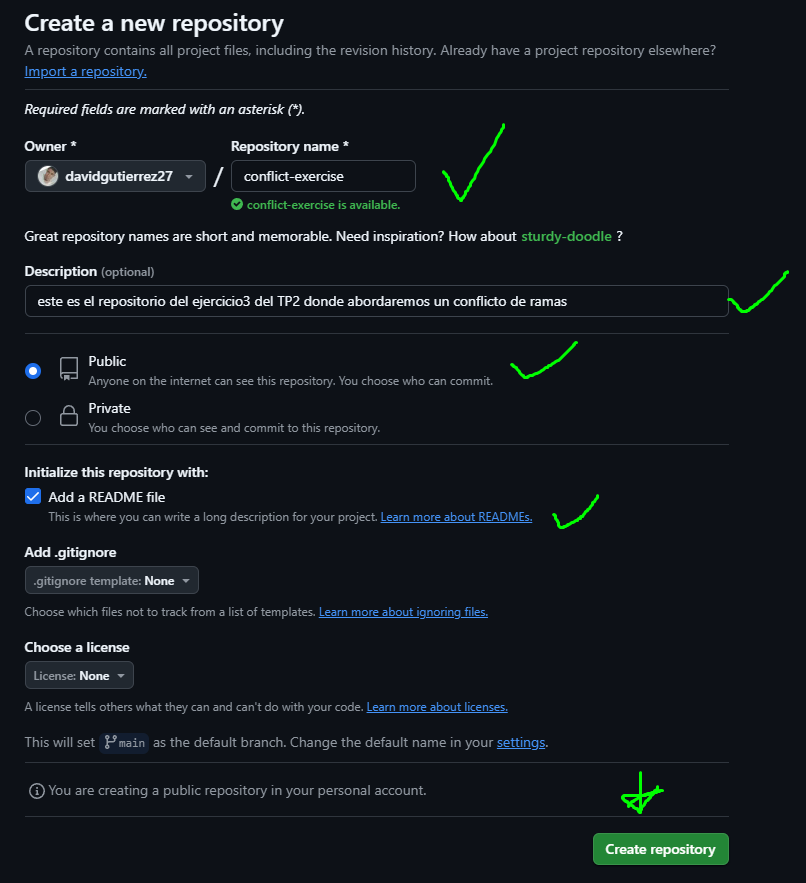 Create a new repository
A repository contains all project files, including the revision history. Already have a project repository elsewhere?
Import a repository.
Required fields are marked with an asterisk (*).
Owner * Repository name *
davidgutierrez27 / conflict-exercise
conflict-exercise is available.
Great repository names are short and memorable. Need inspiration? How about sturdy-doodle ?
Description (optional)
este es el repositorio del ejercicio3 del TP2 donde abordaremos un conflicto de ramas
Public
Anyone on the internet can see this repository. You choose who can commit.
Private
You choose who can see and commit to this repository.
Initialize this repository with:
Add a README file
This is where you can write a long description for your project. Learn more about READMEs.
Add .gitignore
.gitignore template: None
Choose which files not to track from a list of templates. Learn more about ignoring files.
Choose a license
License: None
A license tells others what they can and can't do with your code. Learn more about licenses.
This will set main as the default branch. Change the default name in your settings.
You are creating a public repository in your personal account.
Create repository